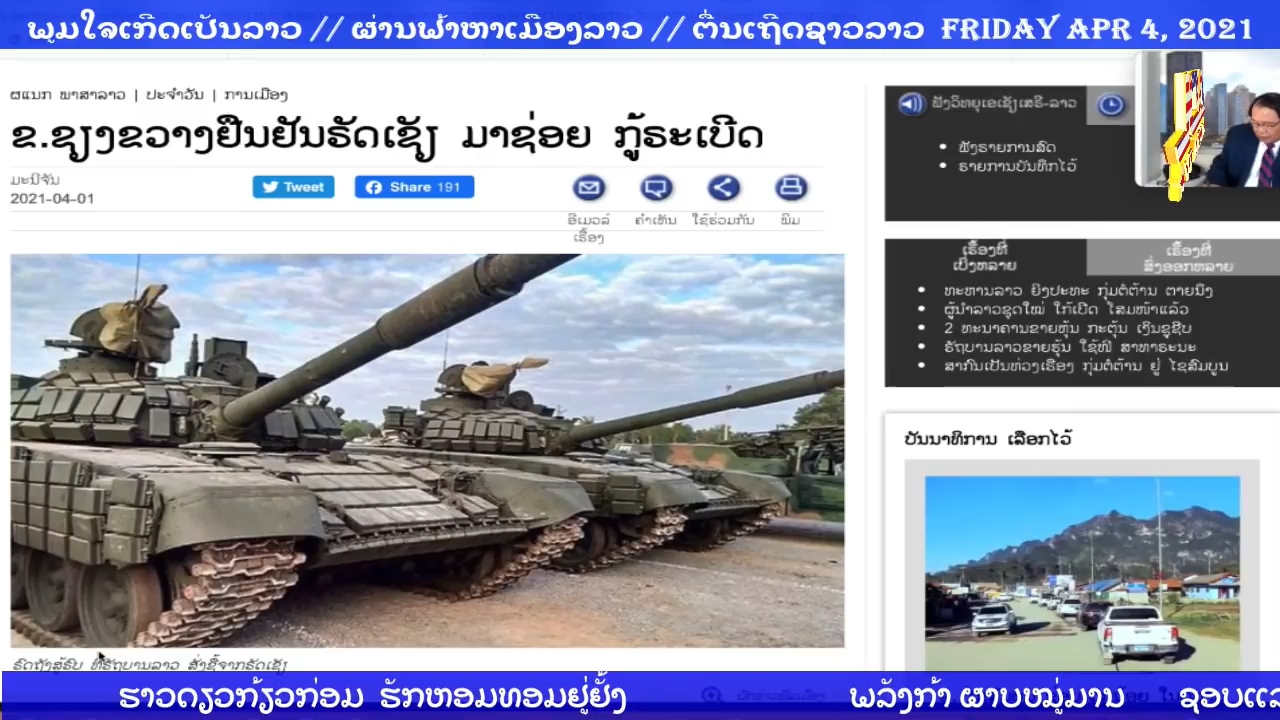 ພູມໃຈເກີດເປັນລາວ // ຜ່ານຟ້າຫາເມືອງລາວ // ຕື່ນເຖີດຊາວລາວ FRIDAY APR 4, 2021
ຜແນກ ພາສາລາວ | ປະຈຳວັນ | ການເມືອງ
ຂ.ຊຽງຂວາງຢືນຢັນຣັດເຊັຽ ມາຊ່ອຍ ກູ້ຣະເບີດ
ມະນີຈັນ
2021-04-01
Tweet
Share 191
ອີເມວລ໌ ເຣື້ອງ
ຄຳເຫັນ
ໃຊ້ຮ່ວມກັນ
ພິມ
ຟັງວິທຍຸເອເຊັຽເສຣີ-ລາວ
ຟັງຣາຍການສົດ
ຣາຍການບັນທຶກໄວ້
ເຣື້ອງທີ່ ເປີງຫລາຍ
ເຣື້ອງທີ່ ສົ່ງອອກຫລາຍ
ທະຫານລາວ ຍິງປະທະ ກຸ່ມຕໍ່ຕ້ານ ຕາຍນຶ່ງ
ຜູ້ນຳລາວຊຸດໃໝ່ ໃກ້ເປີດ ໂສມໜ້າແລ້ວ
2 ທະນາຄານຂາຍຫຸ້ນ ກະຕຸ້ນ ເງິນຊູຊີບ
ຣັຖບານລາວຂາຍຮຸ້ນ ໃຊ້ໜີ້ ສາທາຣະນະ
ສາກົນເປັນຫ່ວງເຣືອງ ກຸ່ມຕໍ່ຕ້ານ ຢູ່ ໄຊສົມບູນ
ບັນນາທິການ ເລືອກໄວ້
ຣົດຖັງສູ້ຣົບ ທີ່ຣັຖບານລາວ ສັ່ງຊື້ຈາກຣັດເຊັຽ
ຮາວດຽວກ້ຽວກ່ອມ ຮັກຫອມທອມຢູ່ຢັ້ງ
ພລັງກ້າ ຜາບໝູ່ມານ
ຊອບແລ